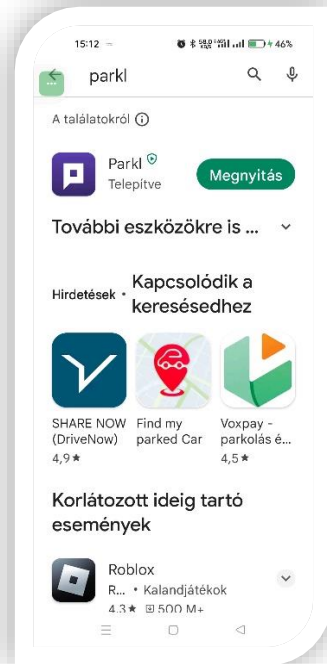 15:12
46%
parkl
A találatokról
Parkl
Telepítve
Megnyitás
További eszközökre is ...
Hirdetések • Kapcsolódik a
keresésedhez
SHARE NOW
(DriveNow)
4,9★
Find my
parked Car
Voxpay -
parkolás é...
4,5★
Korlátozott ideig tartó
események
Roblox
R... • Kalandjátékok
4,3★ 500 M+